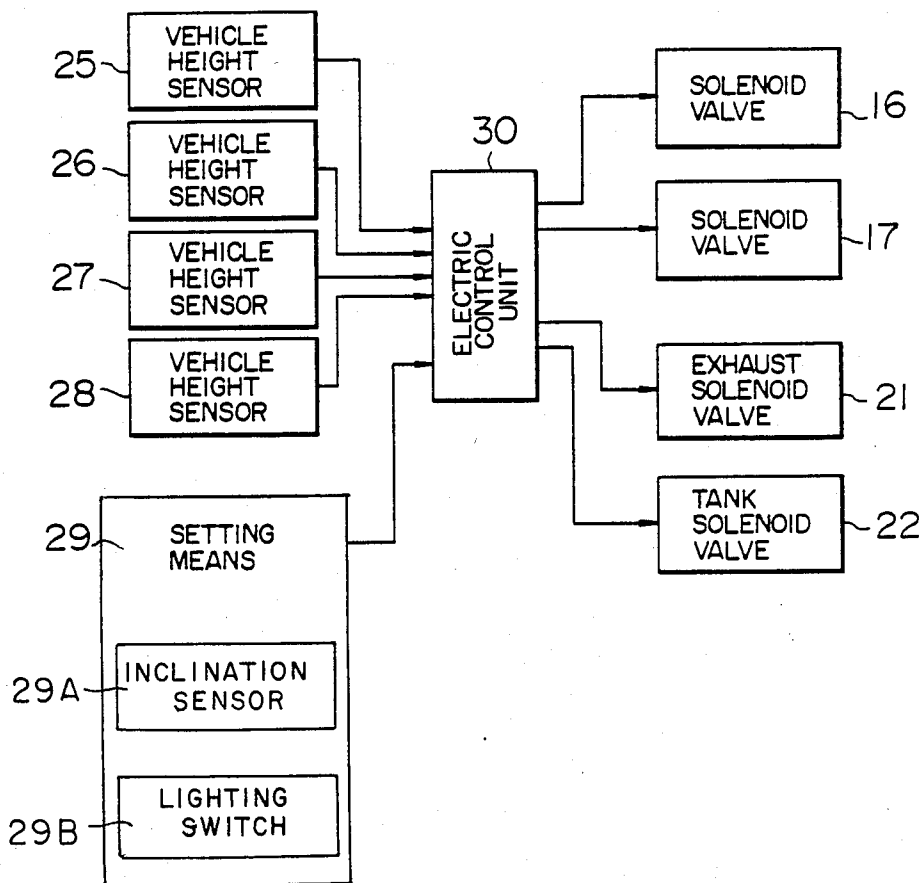 25
VEHICLE
HEIGHT
SENSOR
26
VEHICLE
HEIGHT
SENSOR
27
VEHICLE
HEIGHT
SENSOR
28
VEHICLE
HEIGHT
SENSOR
29
SETTING
MEANS
29A
INCLINATION
SENSOR
29B
LIGHTING
SWITCH
30
ELECTRIC
CONTROL
UNIT
SOLENOID
VALVE
16
SOLENOID
VALVE
17
EXHAUST
SOLENOID
VALVE
21
TANK
SOLENOID
VALVE
22